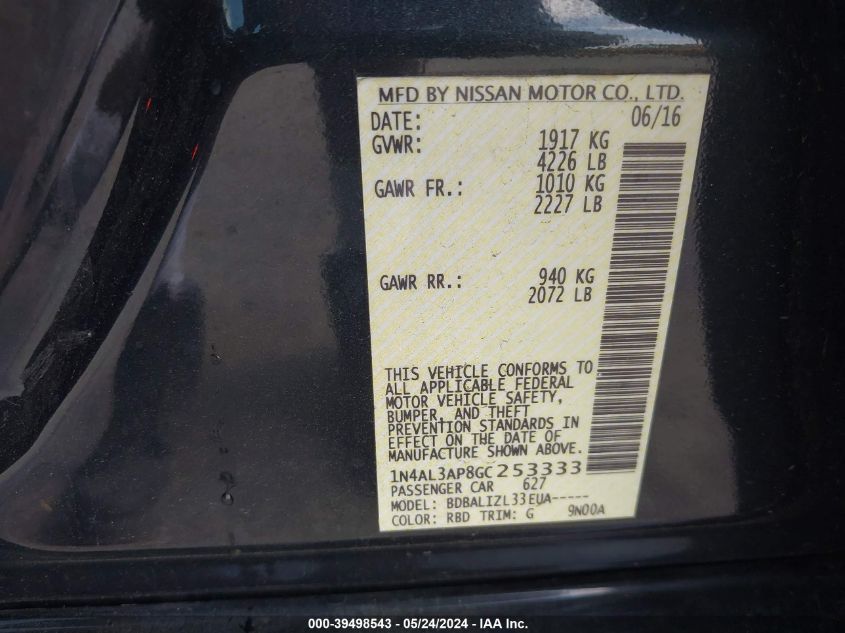 MFD BY NISSAN MOTOR CO., LTD.
DATE: 06/16
GVWR: 1917 KG
4226 LB
GAWR FR.: 1010 KG
2227 LB
GAWR RR.: 940 KG
2072 LB
THIS VEHICLE CONFORMS TO
ALL APPLICABLE FEDERAL
MOTOR VEHICLE SAFETY,
BUMPER, AND THEFT
PREVENTION STANDARDS IN
EFFECT ON THE DATE OF
MANUFACTURE SHOWN ABOVE.
1N4AL3AP8GC253333
PASSENGER CAR 627
MODEL: BDBALIZL33EUA-----
COLOR: RBD TRIM: G 9N00A
000-39498543 - 05/24/2024 - IAA Inc.